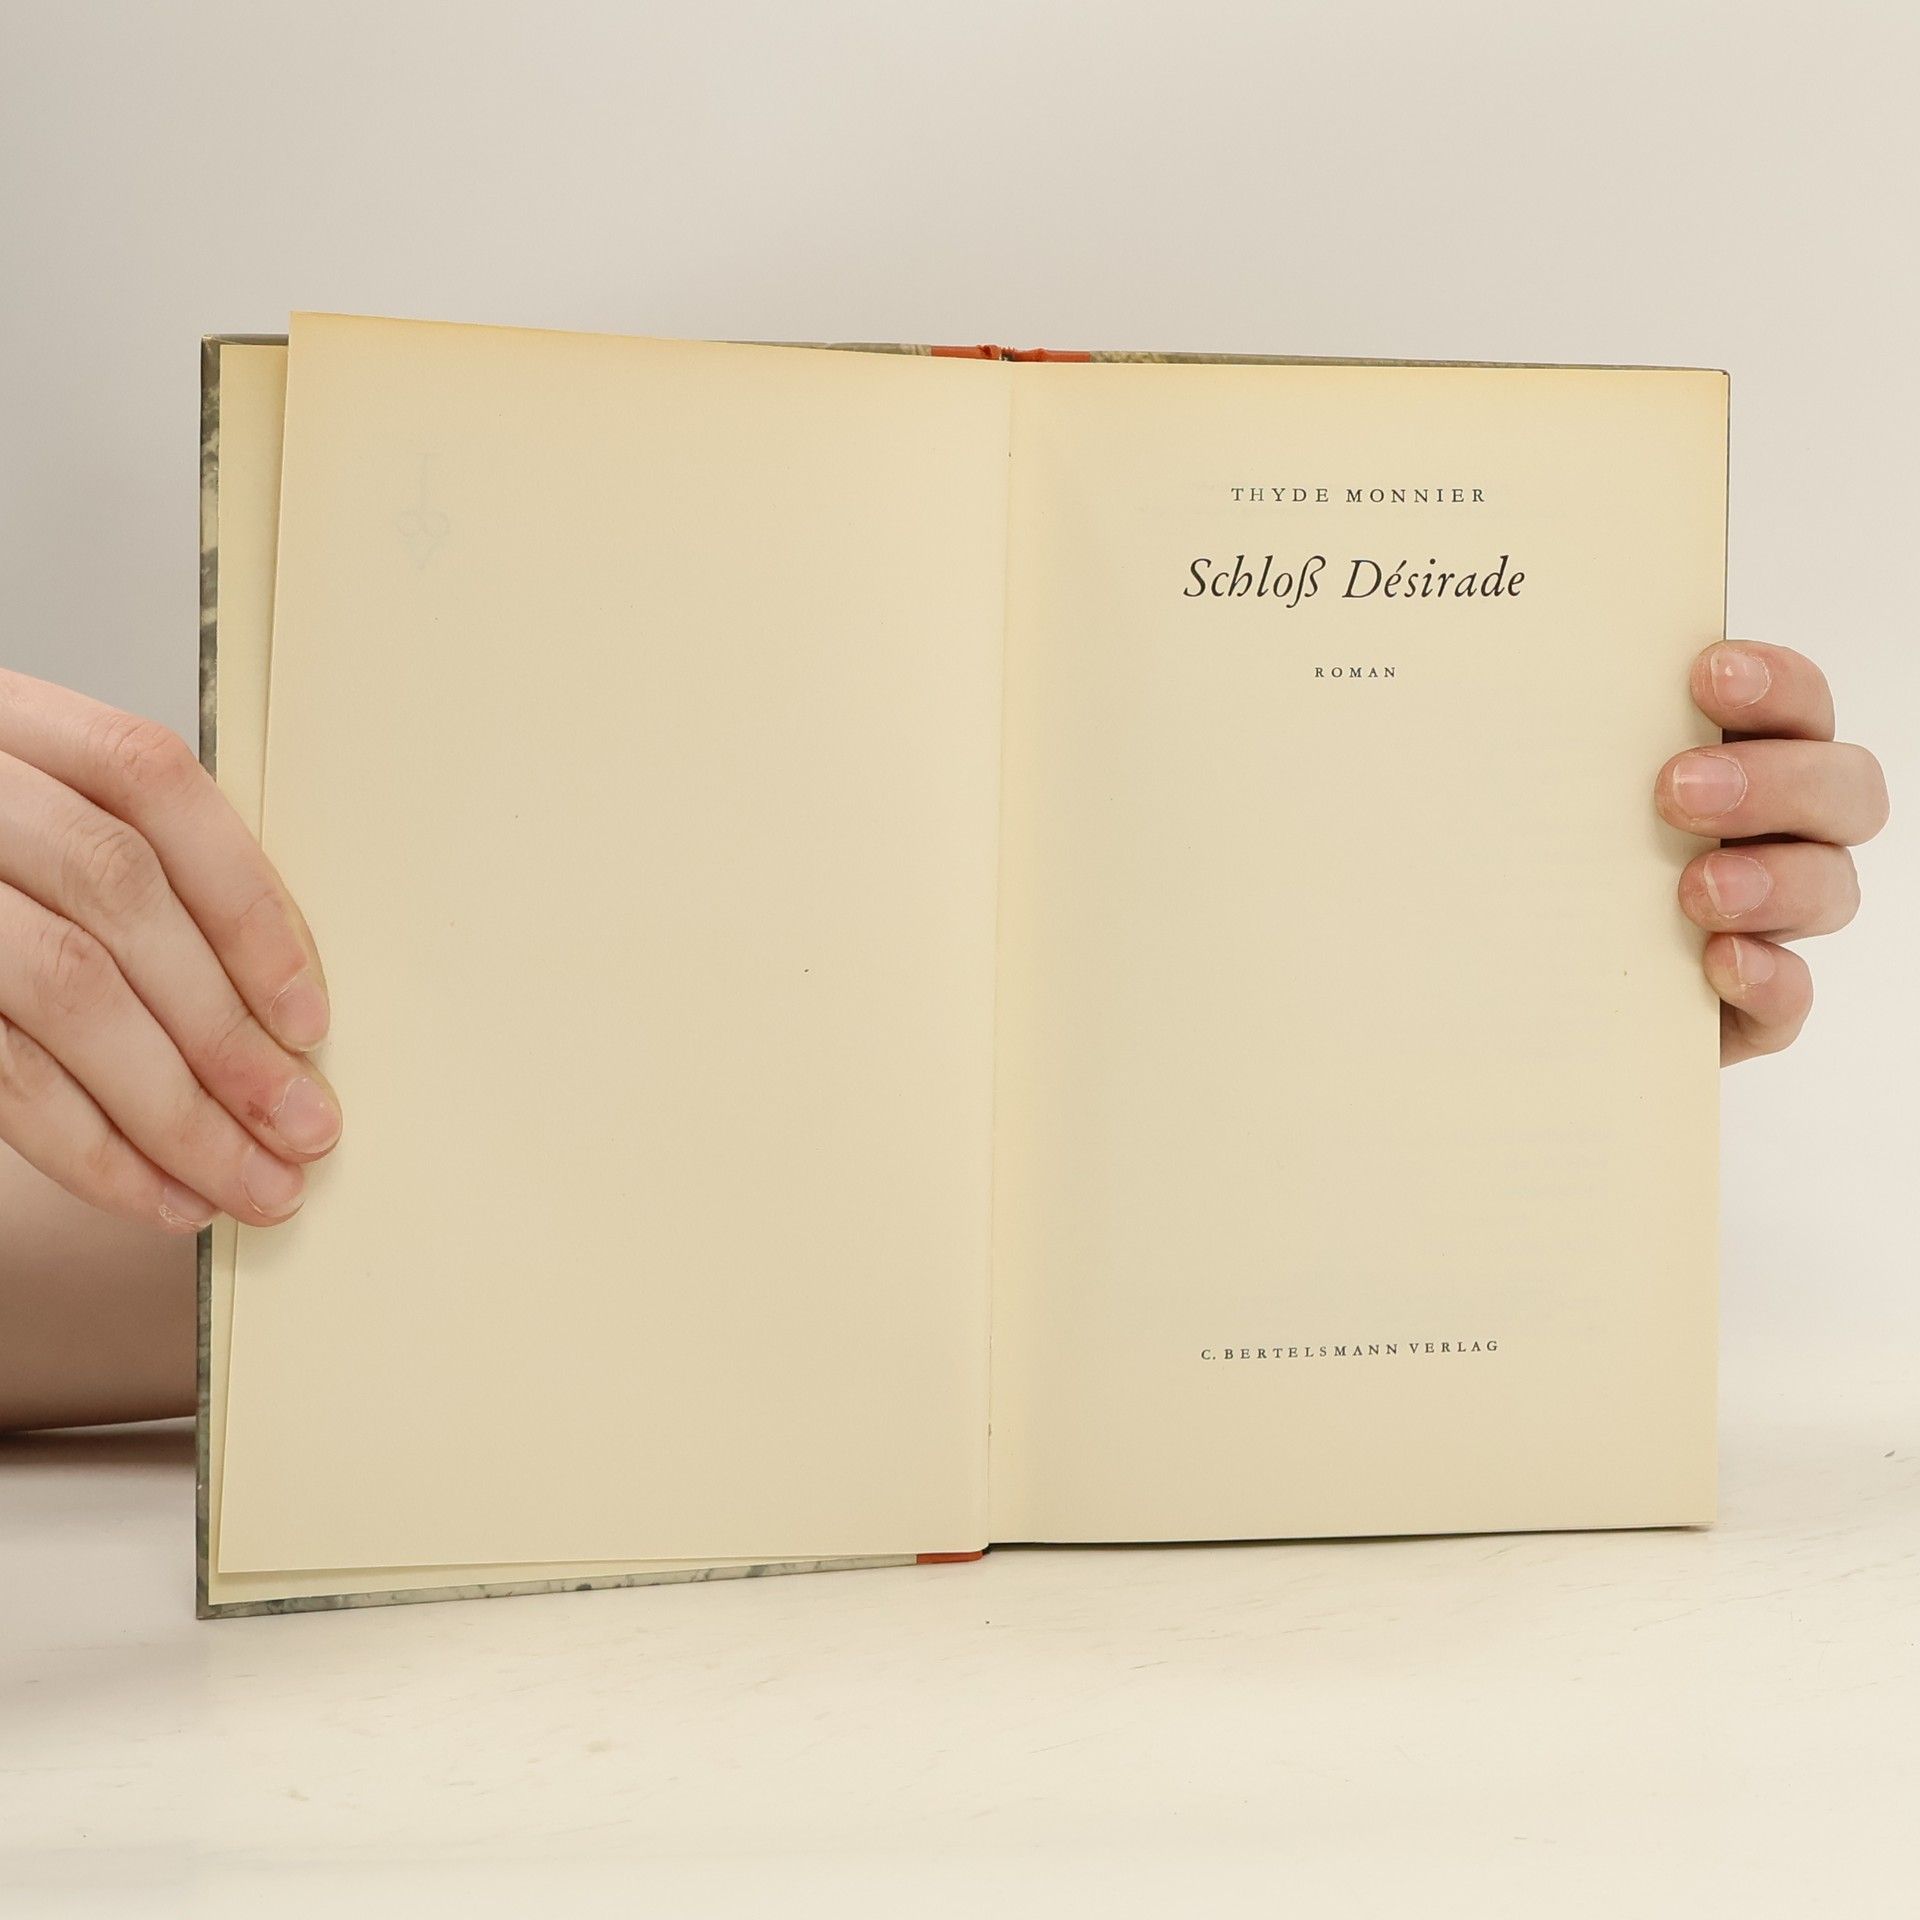 THYDE MONNIER
Schloß Désirade
ROMAN
C. BERTELSMANN VERLAG